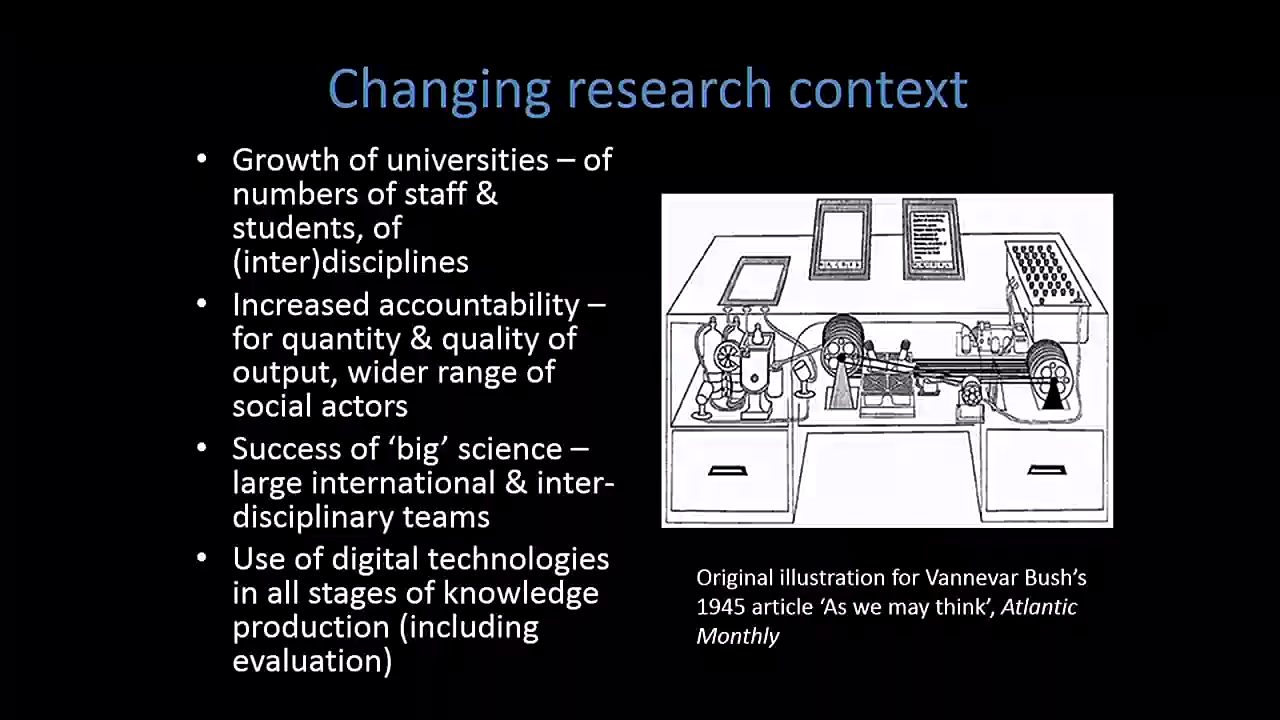 Changing research context
• Growth of universities – of
numbers of staff &
students, of
(inter)disciplines
• Increased accountability –
for quantity & quality of
output, wider range of
social actors
• Success of ‘big’ science –
large international & inter-
disciplinary teams
• Use of digital technologies
in all stages of knowledge
production (including
evaluation)
Original illustration for Vannevar Bush’s
1945 article ‘As we may think’, Atlantic
Monthly